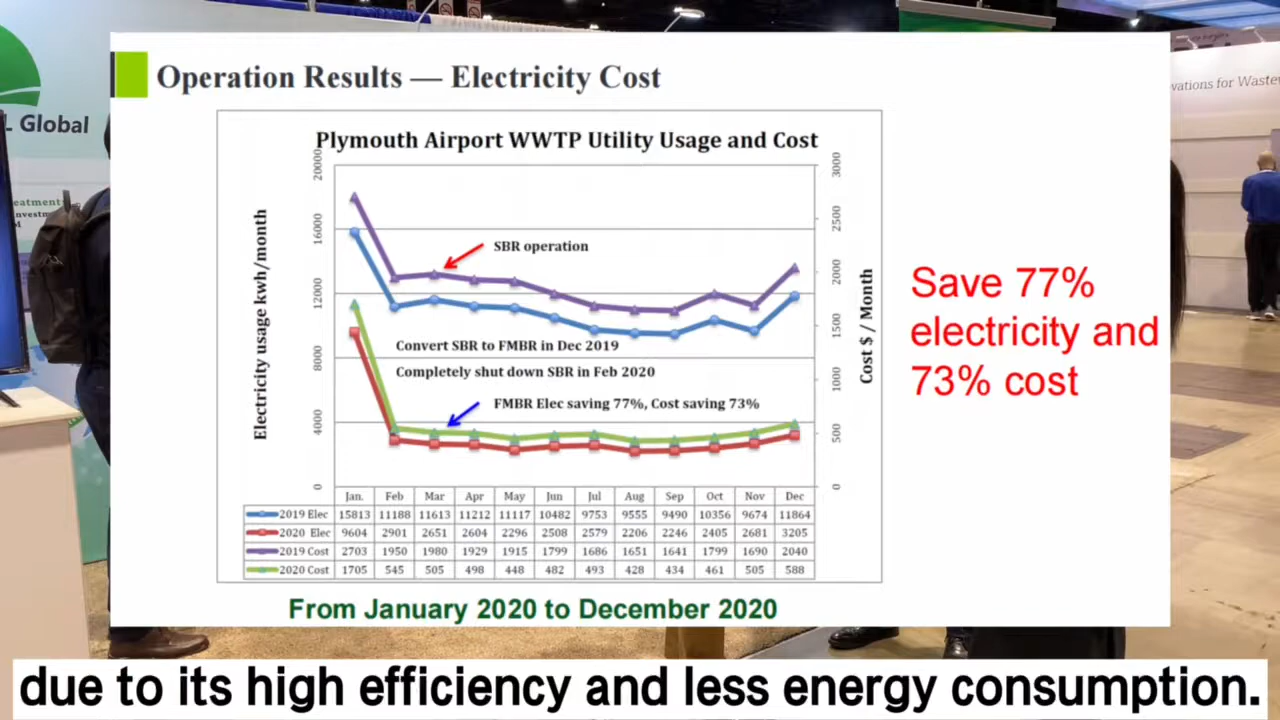 L Global
eatment
nvestm
M
vations for Wastew
Operation Results — Electricity Cost
Plymouth Airport WWTP Utility Usage and Cost
Electricity usage kwh/month
20000
16000
12000
8000
4000
0
SBR operation
Convert SBR to FMBR in Dec 2019
Completely shut down SBR in Feb 2020
FMBR Elec saving 77%, Cost saving 73%
3000
2500
2000
1500
1000
500
0
Cost $ / Month
Jan. Feb Mar Apr May Jun Jul Aug Sep Oct Nov Dec
2019 Elec 15813 11188 11613 11212 11117 10482 9753 9555 9490 10356 9674 11864
2020 Elec 9604 2901 2651 2604 2296 2508 2579 2206 2246 2405 2681 3205
2019 Cost 2703 1950 1980 1929 1915 1799 1686 1651 1641 1799 1690 2040
2020 Cost 1705 545 505 498 448 482 493 428 434 461 505 588
From January 2020 to December 2020
Save 77%
electricity and
73% cost
due to its high efficiency and less energy consumption.